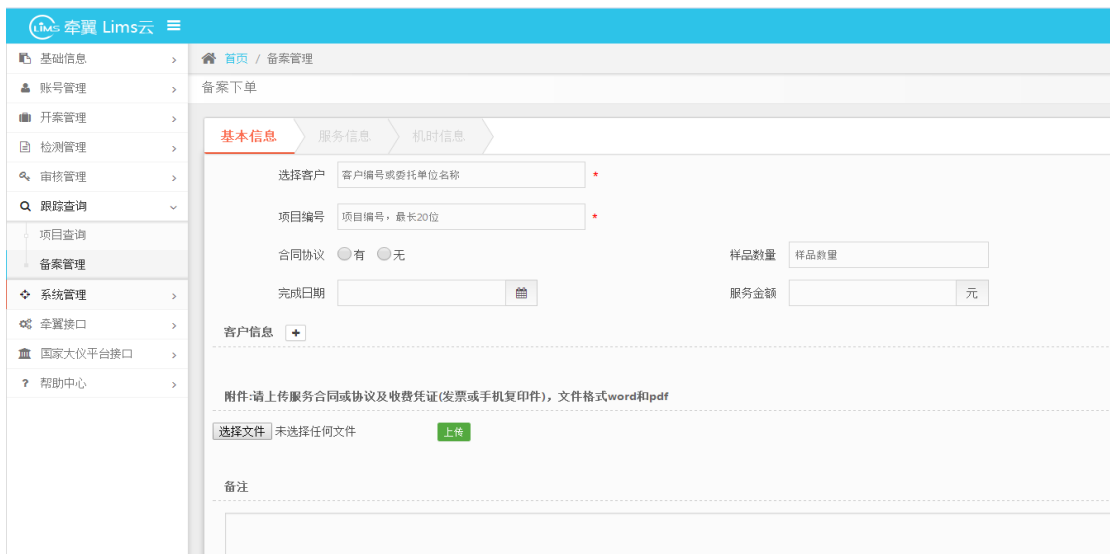 LiMS 牵翼 Lims云
基础信息
账号管理
开案管理
检测管理
审核管理
跟踪查询
项目查询
备案管理
系统管理
牵翼接口
国家大仪平台接口
? 帮助中心
首页 / 备案管理
备案下单
基本信息 服务信息 机时信息
选择客户 客户编号或委托单位名称 *
项目编号 项目编号，最长20位 *
合同协议 有 无 样品数量 样品数量
完成日期 服务金额 元
客户信息 +
附件:请上传服务合同或协议及收费凭证(发票或手机复印件)，文件格式word和pdf
选择文件 未选择任何文件 上传
备注